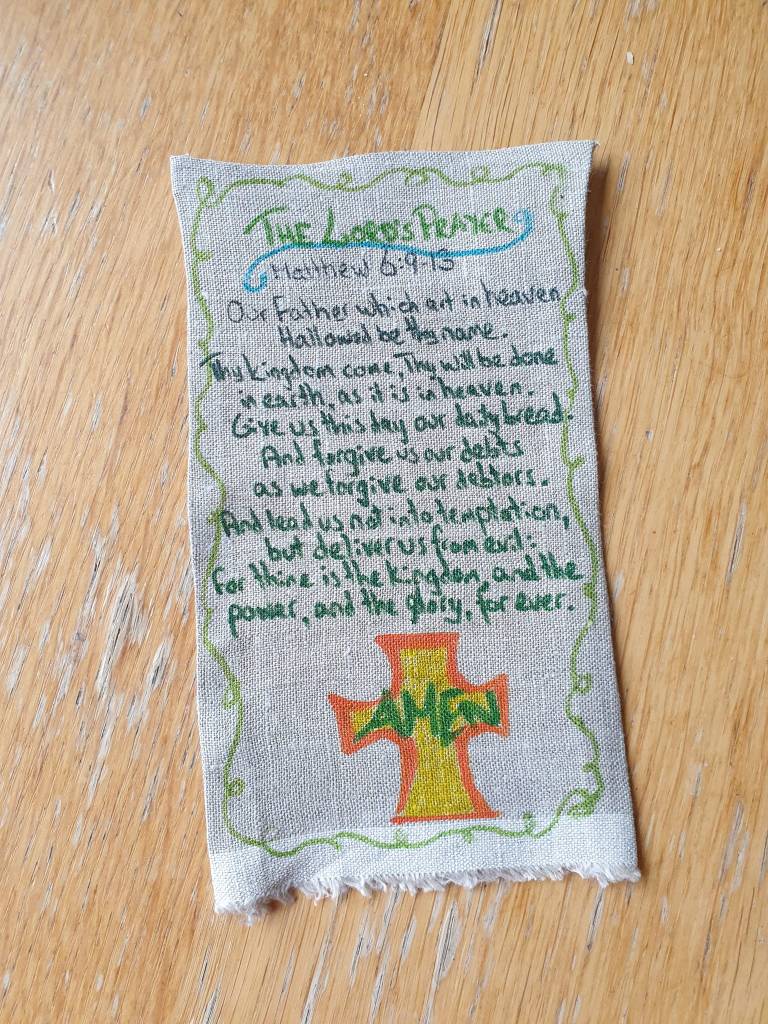 THE LORD'S PRAYER
Matthew 6:9-13
Our Father which art in heaven
Hallowed be thy name.
Thy kingdom come, Thy will be done
in earth, as it is in heaven.
Give us this day our daily bread.
And forgive us our debts
as we forgive our debtors.
And lead us not into temptation,
but deliver us from evil:
For thine is the kingdom, and the
power, and the glory, for ever.
AMEN